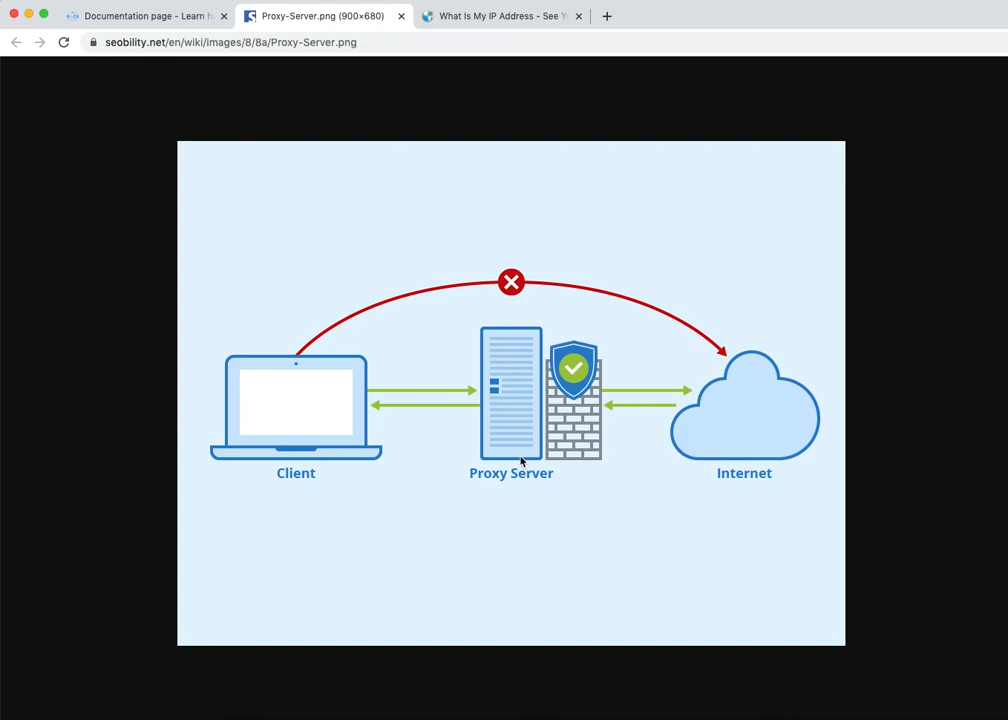 Documentation page - Learn h
Proxy-Server.png (900×680)
What Is My IP Address - See Yo
seobility.net/en/wiki/images/8/8a/Proxy-Server.png
Client
Proxy Server
Internet